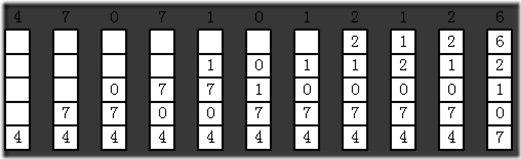 4 7 0 7 1 0 1 2 1 2 6
2 1 2 6
1 0 1 1 2 1 2
0 7 7 1 0 0 0 0 1
7 7 0 0 7 7 7 7 7 0
4 4 4 4 4 4 4 4 4 4 7